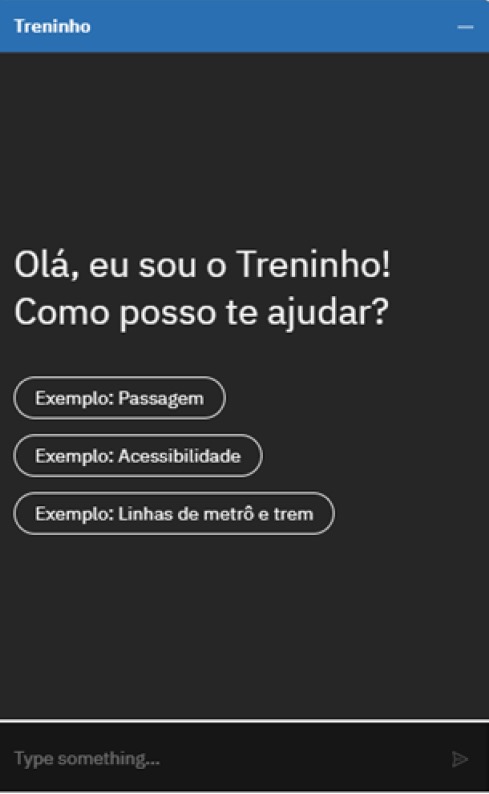 Treninho
Olá, eu sou o Treninho!
Como posso te ajudar?
Exemplo: Passagem
Exemplo: Acessibilidade
Exemplo: Linhas de metrô e trem
Type something...